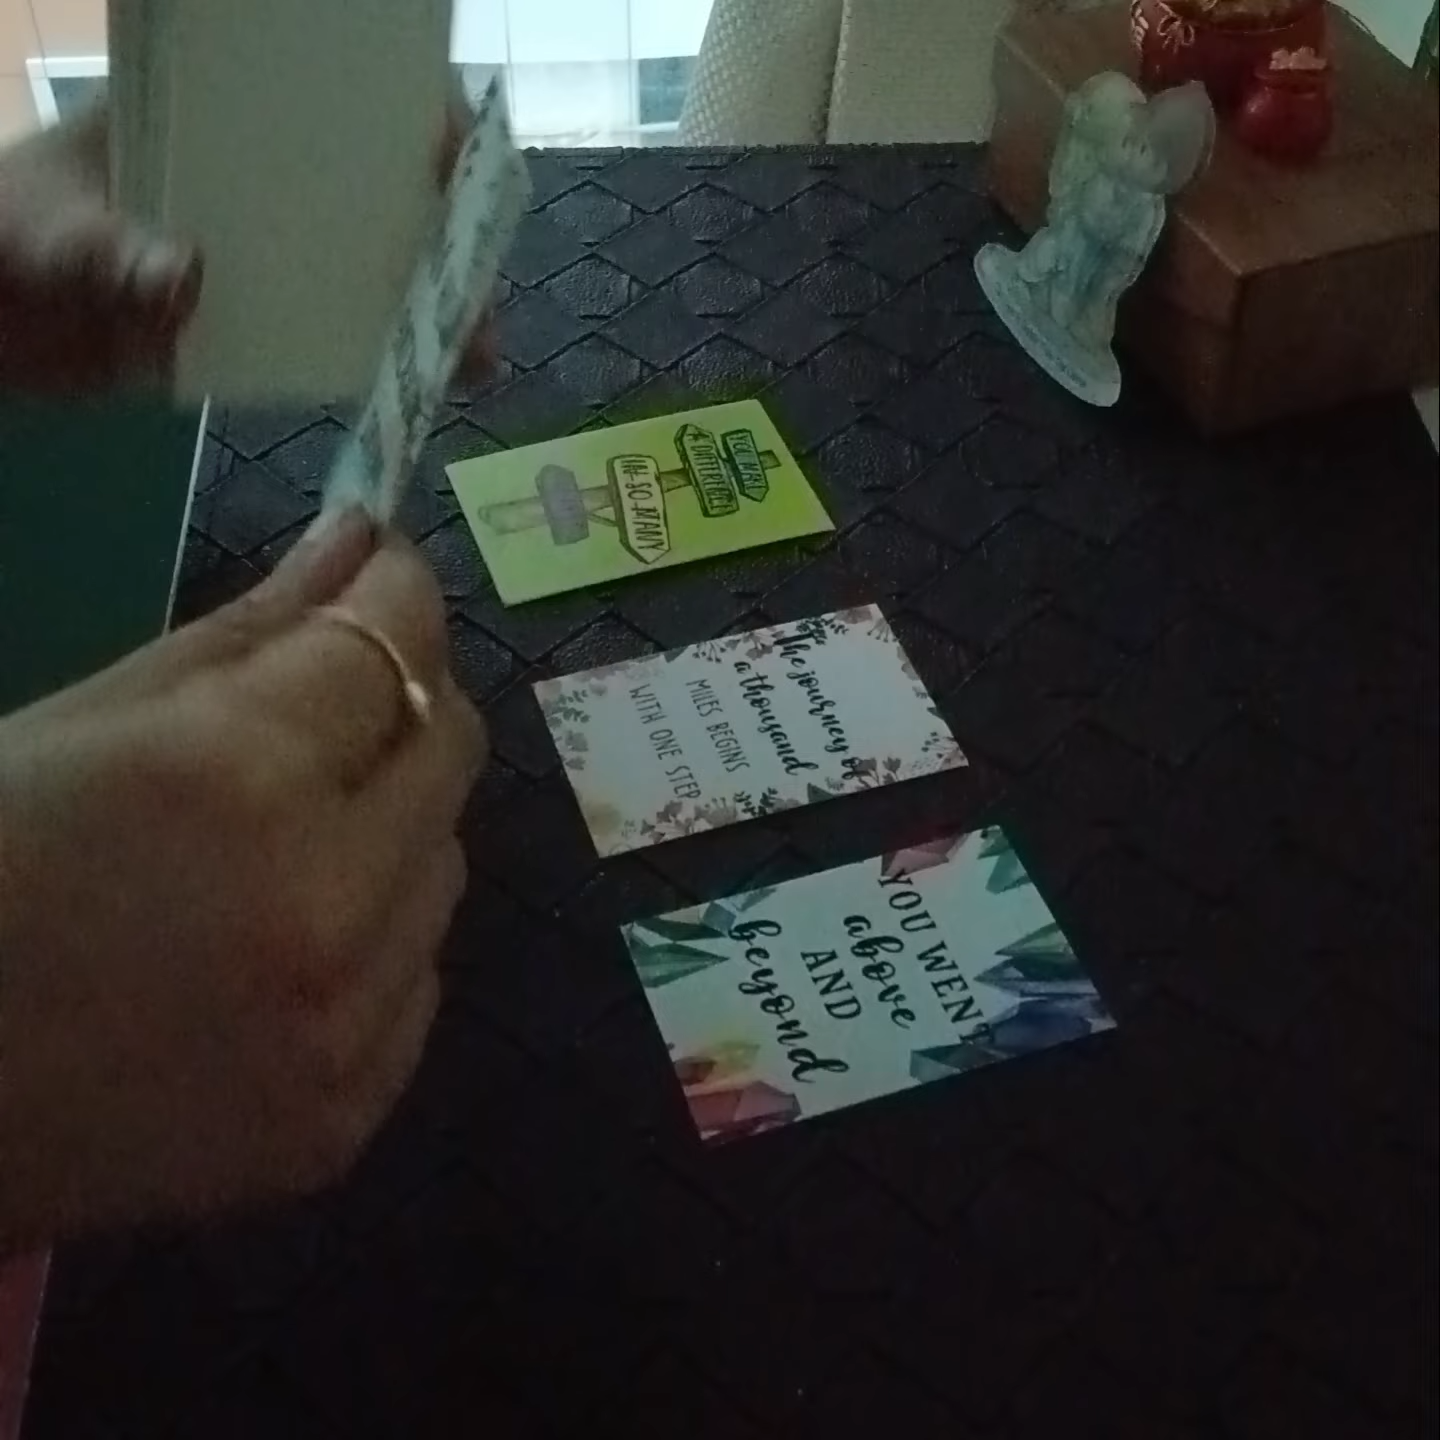 YOU MAKE
A DIFFERENCE
IN SO MANY
The journey of
a thousand
MILES BEGINS
WITH ONE STEP
YOU WENT
above
AND
beyond